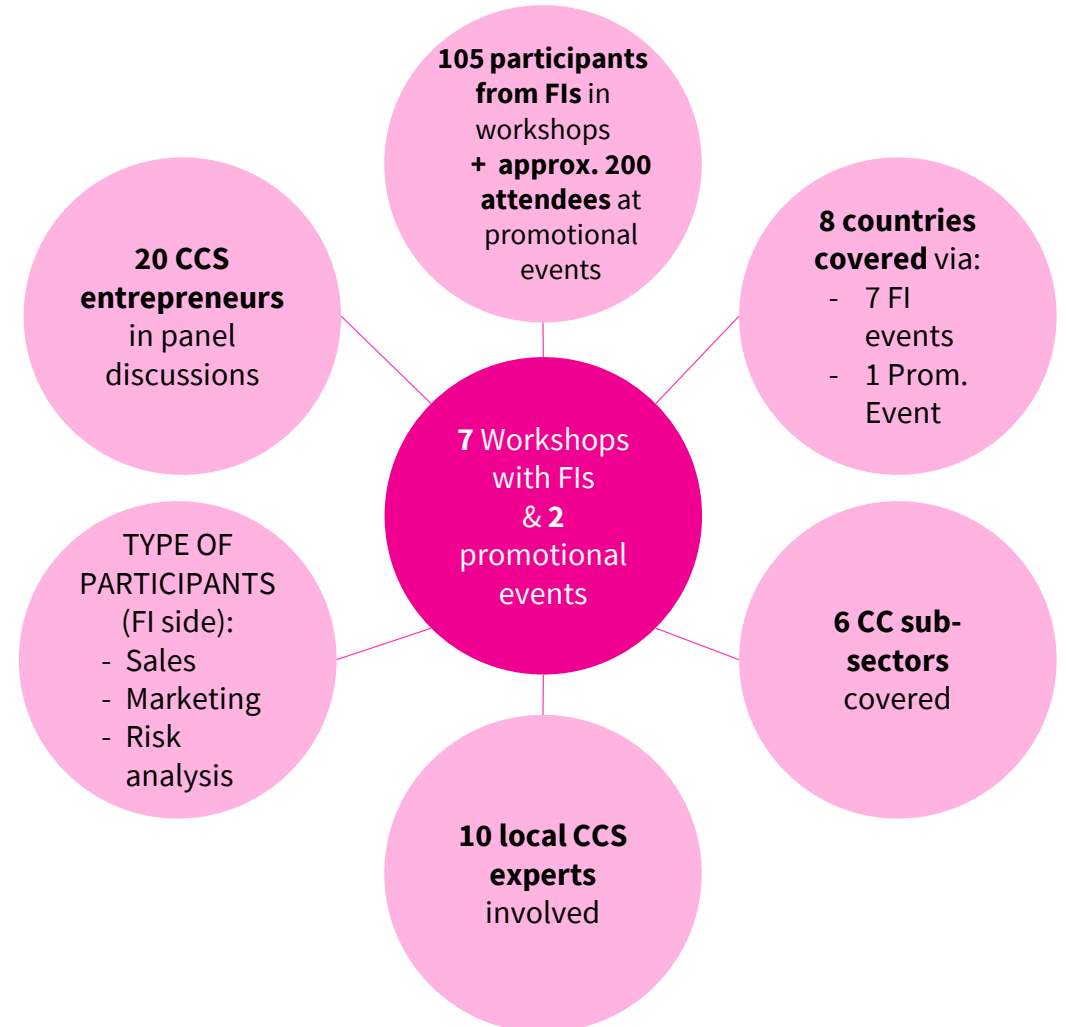 105 participants
from FIs in
workshops
+ approx. 200
attendees at
promotional
events
8 countries
covered via:
- 7 FI
events
- 1 Prom.
Event
6 CC sub-
sectors
covered
10 local CCS
experts
involved
TYPE OF
PARTICIPANTS
(FI side):
- Sales
- Marketing
- Risk
analysis
20 CCS
entrepreneurs
in panel
discussions
7 Workshops
with FIs
& 2
promotional
events